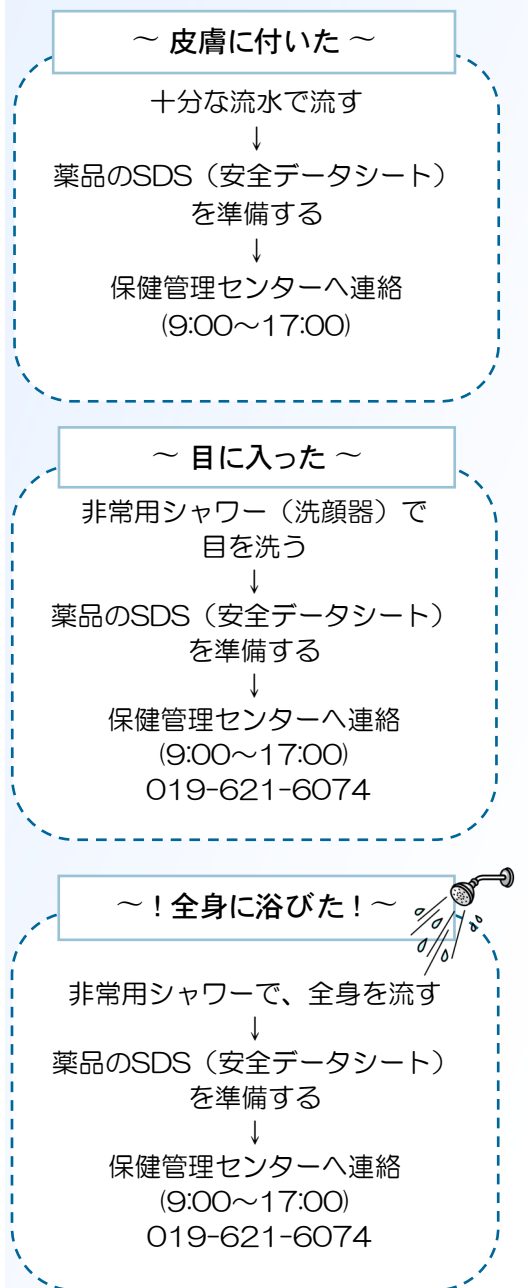 ～ 皮膚に付いた ～
十分な流水で流す
↓
薬品のSDS（安全データシート）
を準備する
↓
保健管理センターへ連絡
(9:00～17:00)
～ 目に入った ～
非常用シャワー（洗顔器）で
目を洗う
↓
薬品のSDS（安全データシート）
を準備する
↓
保健管理センターへ連絡
(9:00～17:00)
019-621-6074
～！全身に浴びた！～
非常用シャワーで、全身を流す
↓
薬品のSDS（安全データシート）
を準備する
↓
保健管理センターへ連絡
(9:00～17:00)
019-621-6074